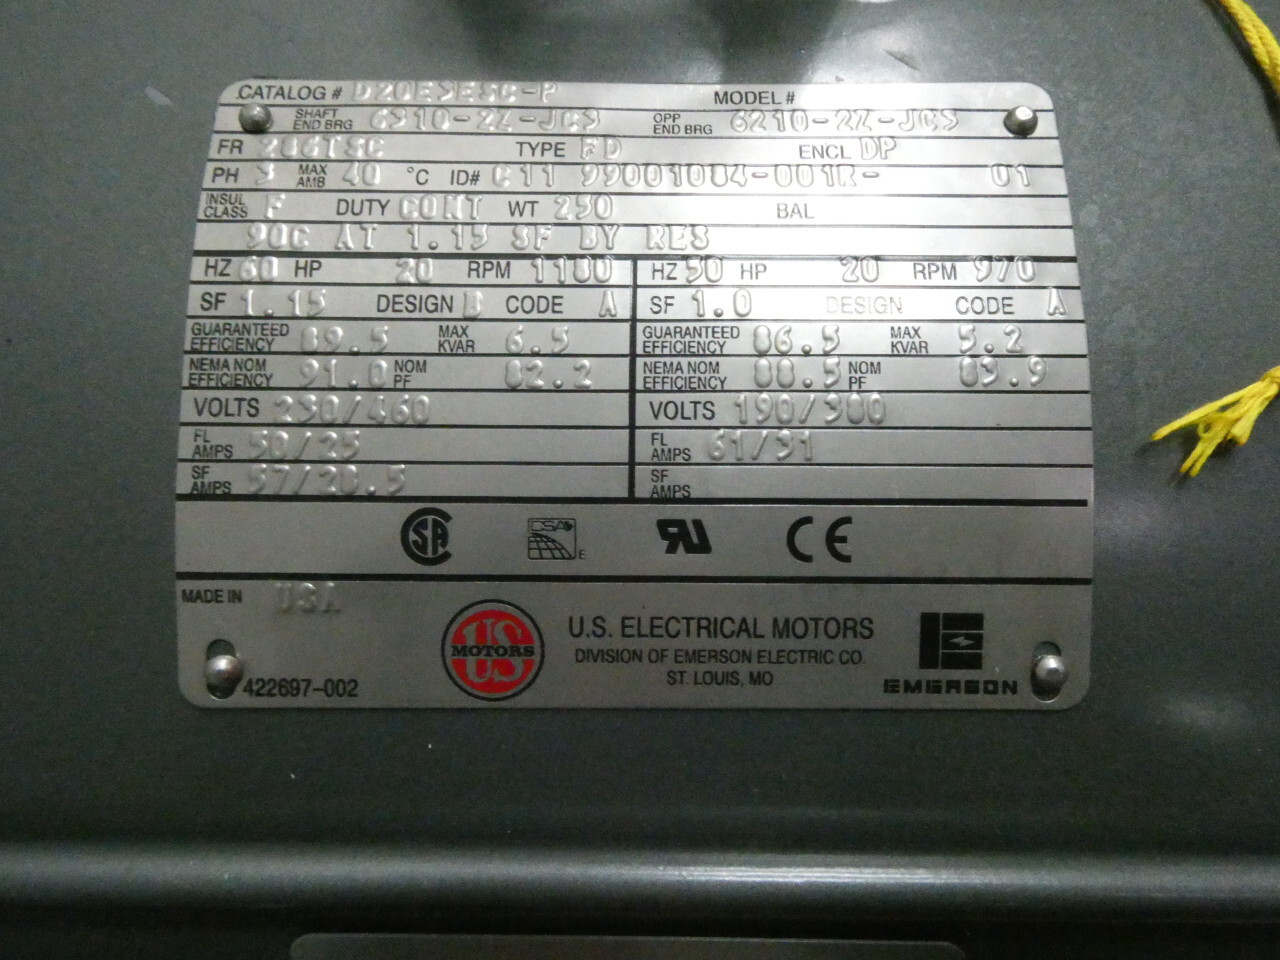 CATALOG # D20E3ESC-P MODEL #
SHAFT END BRG 6310-2Z-JC3 OPP END BRG 6210-2Z-JC3
FR 286TSC TYPE FD ENCL DP
PH 3 MAX AMB 40 °C ID# C11 99001084-001R- 01
INSUL CLASS F DUTY CONT WT 250 BAL
90C AT 1.15 SF BY RES
HZ 60 HP 20 RPM 1180 HZ 50 HP 20 RPM 970
SF 1.15 DESIGN B CODE A SF 1.0 DESIGN CODE A
GUARANTEED EFFICIENCY 89.5 MAX KVAR 6.5 GUARANTEED EFFICIENCY 86.5 MAX KVAR 5.2
NEMA NOM EFFICIENCY 91.0 NOM PF 82.2 NEMA NOM EFFICIENCY 88.5 NOM PF 83.9
VOLTS 230/460 VOLTS 190/380
FL AMPS 50/25 FL AMPS 61/31
SF AMPS 57/28.5 SF AMPS
CSA CSA E RU CE
MADE IN USA
US MOTORS U.S. ELECTRICAL MOTORS
DIVISION OF EMERSON ELECTRIC CO.
ST. LOUIS, MO
EMERSON
422697-002